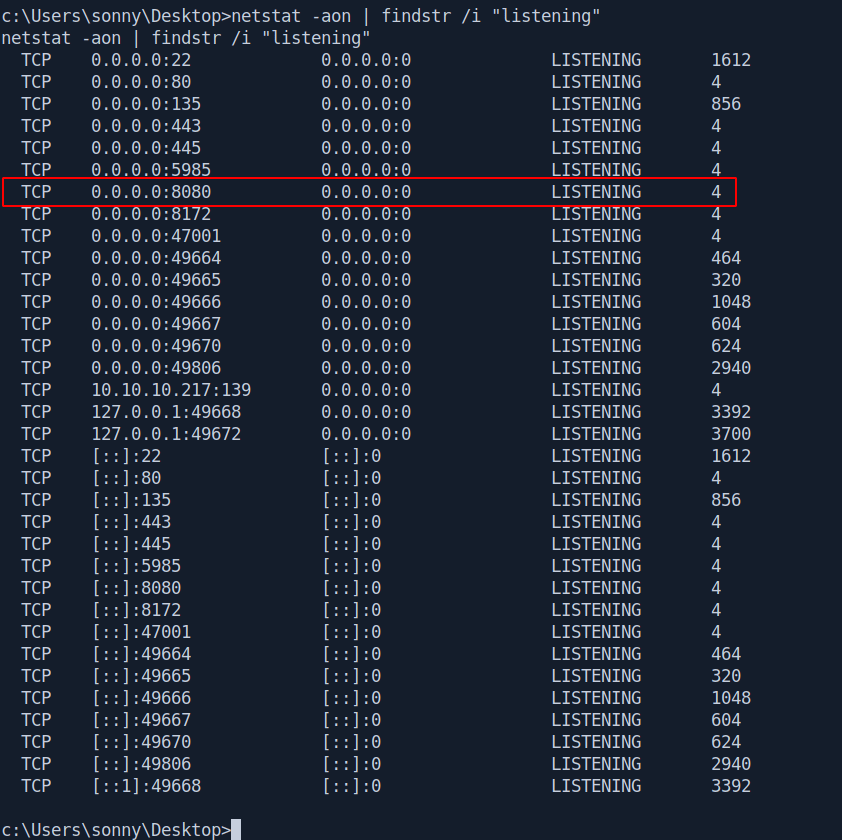 c:\Users\sonny\Desktop>netstat -aon | findstr /i "listening"
netstat -aon | findstr /i "listening"
  TCP    0.0.0.0:22             0.0.0.0:0              LISTENING       1612
  TCP    0.0.0.0:80             0.0.0.0:0              LISTENING       4
  TCP    0.0.0.0:135            0.0.0.0:0              LISTENING       856
  TCP    0.0.0.0:443            0.0.0.0:0              LISTENING       4
  TCP    0.0.0.0:445            0.0.0.0:0              LISTENING       4
  TCP    0.0.0.0:5985           0.0.0.0:0              LISTENING       4
  TCP    0.0.0.0:8080           0.0.0.0:0              LISTENING       4
  TCP    0.0.0.0:8172           0.0.0.0:0              LISTENING       4
  TCP    0.0.0.0:47001          0.0.0.0:0              LISTENING       4
  TCP    0.0.0.0:49664          0.0.0.0:0              LISTENING       464
  TCP    0.0.0.0:49665          0.0.0.0:0              LISTENING       320
  TCP    0.0.0.0:49666          0.0.0.0:0              LISTENING       1048
  TCP    0.0.0.0:49667          0.0.0.0:0              LISTENING       604
  TCP    0.0.0.0:49670          0.0.0.0:0              LISTENING       624
  TCP    0.0.0.0:49806          0.0.0.0:0              LISTENING       2940
  TCP    10.10.10.217:139       0.0.0.0:0              LISTENING       4
  TCP    127.0.0.1:49668        0.0.0.0:0              LISTENING       3392
  TCP    127.0.0.1:49672        0.0.0.0:0              LISTENING       3700
  TCP    [::]:22                [::]:0                 LISTENING       1612
  TCP    [::]:80                [::]:0                 LISTENING       4
  TCP    [::]:135               [::]:0                 LISTENING       856
  TCP    [::]:443               [::]:0                 LISTENING       4
  TCP    [::]:445               [::]:0                 LISTENING       4
  TCP    [::]:5985              [::]:0                 LISTENING       4
  TCP    [::]:8080              [::]:0                 LISTENING       4
  TCP    [::]:8172              [::]:0                 LISTENING       4
  TCP    [::]:47001             [::]:0                 LISTENING       4
  TCP    [::]:49664             [::]:0                 LISTENING       464
  TCP    [::]:49665             [::]:0                 LISTENING       320
  TCP    [::]:49666             [::]:0                 LISTENING       1048
  TCP    [::]:49667             [::]:0                 LISTENING       604
  TCP    [::]:49670             [::]:0                 LISTENING       624
  TCP    [::]:49806             [::]:0                 LISTENING       2940
  TCP    [::1]:49668            [::]:0                 LISTENING       3392
c:\Users\sonny\Desktop>